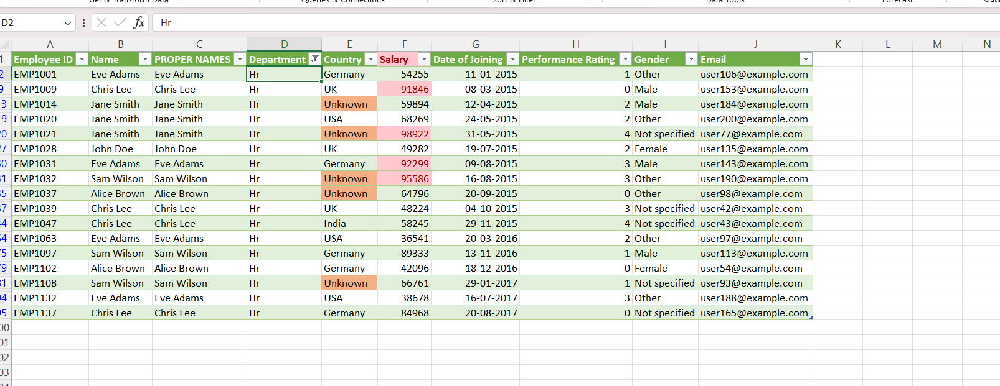 Get & Transform Data Queries & Connections Sort & Filter Data Tools Forecast
D2 fx Hr
A B C D E F G H I J K L M N
1 Employee ID Name PROPER NAMES Department Country Salary Date of Joining Performance Rating Gender Email
2 EMP1001 Eve Adams Eve Adams Hr Germany 54255 11-01-2015 1 Other user106@example.com
9 EMP1009 Chris Lee Chris Lee Hr UK 91846 08-03-2015 0 Male user153@example.com
3 EMP1014 Jane Smith Jane Smith Hr Unknown 59894 12-04-2015 2 Male user184@example.com
9 EMP1020 Jane Smith Jane Smith Hr USA 68269 24-05-2015 2 Other user200@example.com
20 EMP1021 Jane Smith Jane Smith Hr Unknown 98922 31-05-2015 4 Not specified user77@example.com
27 EMP1028 John Doe John Doe Hr UK 49282 19-07-2015 2 Female user135@example.com
30 EMP1031 Eve Adams Eve Adams Hr Germany 92299 09-08-2015 3 Male user143@example.com
31 EMP1032 Sam Wilson Sam Wilson Hr Unknown 95586 16-08-2015 3 Other user190@example.com
35 EMP1037 Alice Brown Alice Brown Hr Unknown 64796 20-09-2015 0 Other user98@example.com
37 EMP1039 Chris Lee Chris Lee Hr UK 48224 04-10-2015 3 Not specified user42@example.com
44 EMP1047 Chris Lee Chris Lee Hr India 58245 29-11-2015 4 Not specified user43@example.com
54 EMP1063 Eve Adams Eve Adams Hr USA 36541 20-03-2016 2 Other user97@example.com
75 EMP1097 Sam Wilson Sam Wilson Hr Germany 89333 13-11-2016 1 Male user113@example.com
79 EMP1102 Alice Brown Alice Brown Hr Germany 42096 18-12-2016 0 Female user54@example.com
81 EMP1108 Sam Wilson Sam Wilson Hr Unknown 66761 29-01-2017 1 Not specified user93@example.com
94 EMP1132 Eve Adams Eve Adams Hr USA 38678 16-07-2017 3 Other user188@example.com
95 EMP1137 Chris Lee Chris Lee Hr Germany 84968 20-08-2017 0 Not specified user165@example.com
00
01
02
03